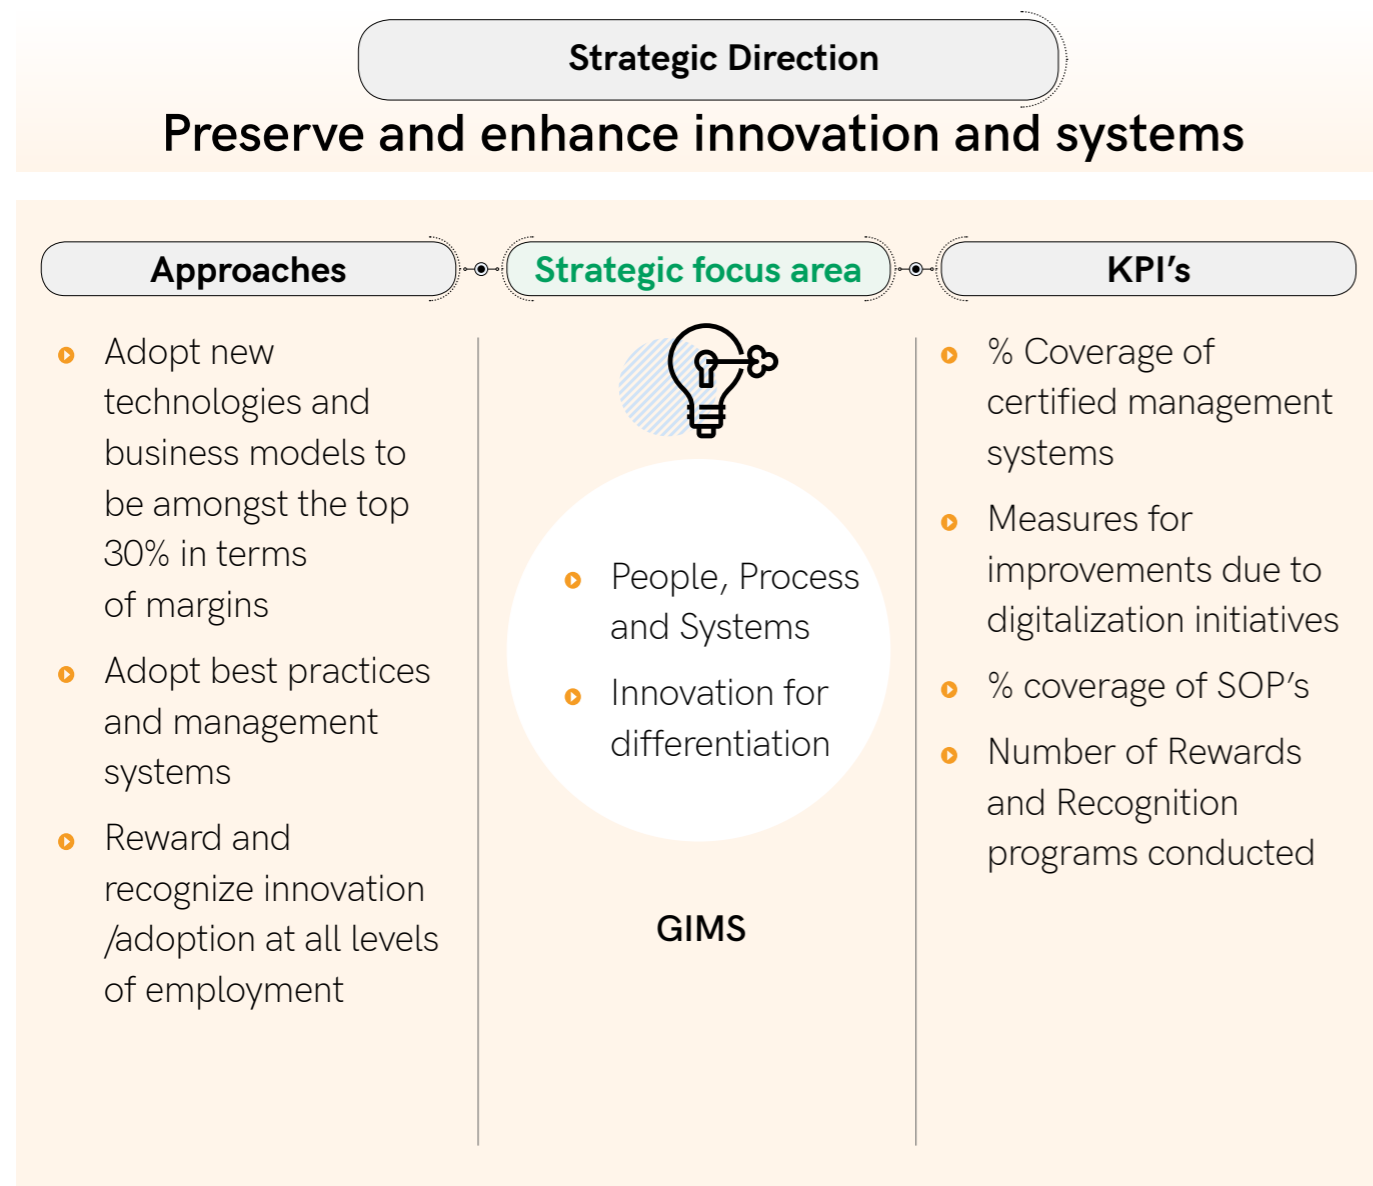 Strategic Direction
Preserve and enhance innovation and systems
Approaches
Adopt new
technologies and
business models to
be amongst the top
30% in terms
of margins
Adopt best practices
and management
systems
Reward and
recognize innovation
/adoption at all levels
of employment
Strategic focus area
People, Process
and Systems
Innovation for
differentiation
GIMS
KPI’s
% Coverage of
certified management
systems
Measures for
improvements due to
digitalization initiatives
% coverage of SOP’s
Number of Rewards
and Recognition
programs conducted